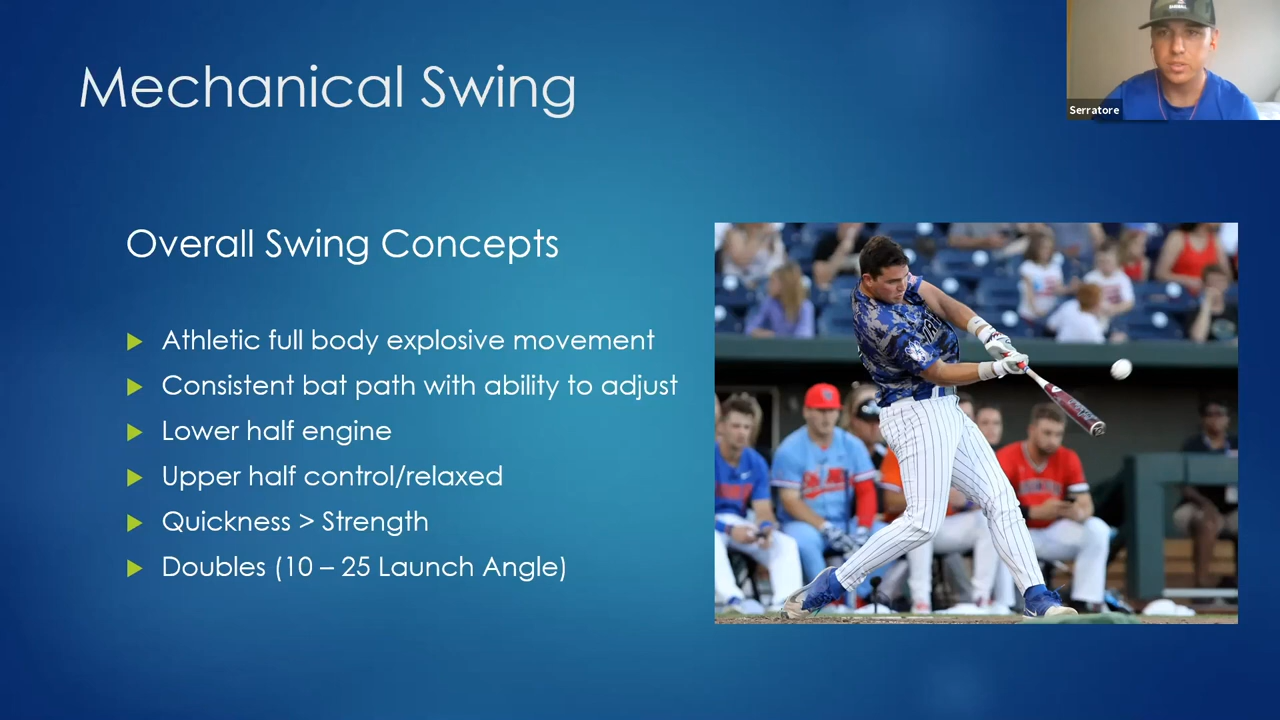 Mechanical Swing
Serratore
Overall Swing Concepts
Athletic full body explosive movement
Consistent bat path with ability to adjust
Lower half engine
Upper half control/relaxed
Quickness > Strength
Doubles (10 – 25 Launch Angle)